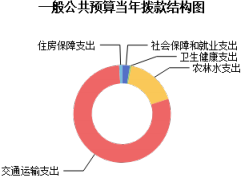 一般公共预算当年拨款结构图
住房保障支出
社会保障和就业支出
卫生健康支出
农林水支出
交通运输支出